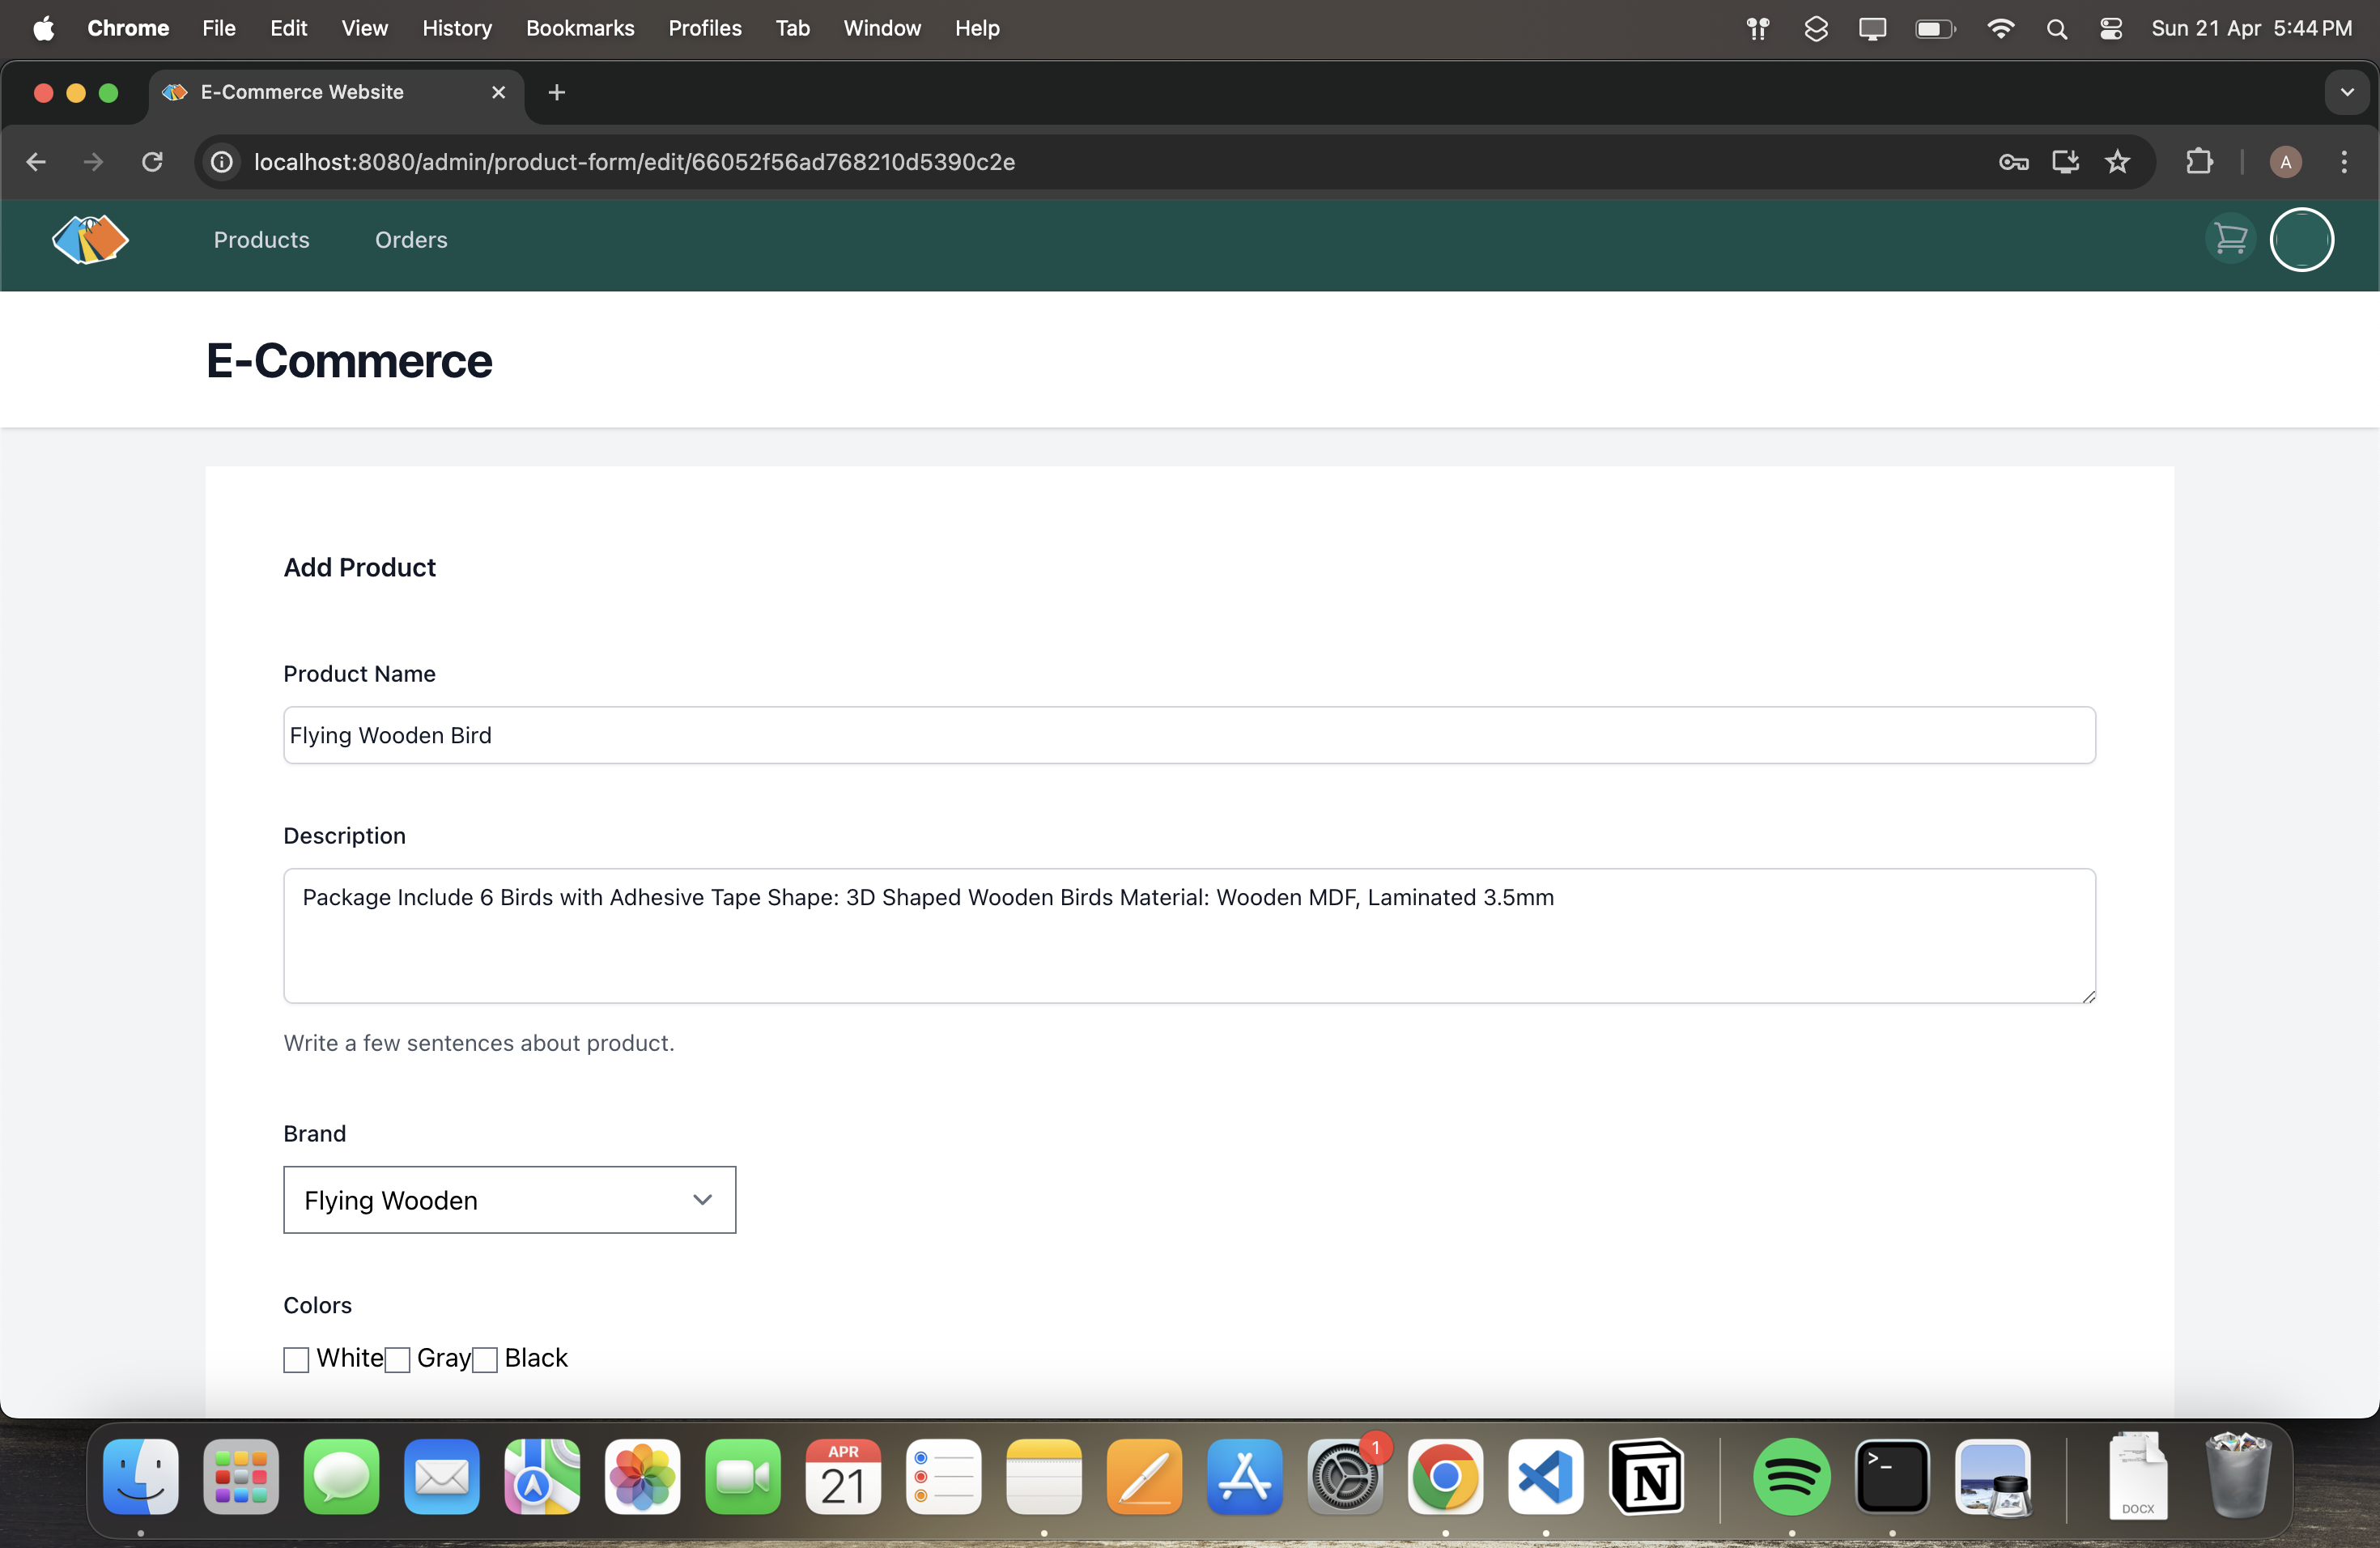 Chrome File Edit View History Bookmarks Profiles Tab Window Help Sun 21 Apr 5:44 PM
E-Commerce Website
localhost:8080/admin/product-form/edit/66052f56ad768210d5390c2e A
Products Orders
E-Commerce
Add Product
Product Name
Flying Wooden Bird
Description
Package Include 6 Birds with Adhesive Tape Shape: 3D Shaped Wooden Birds Material: Wooden MDF, Laminated 3.5mm
Write a few sentences about product.
Brand
Flying Wooden
Colors
White Gray Black
APR
21
1
>_
DOCX